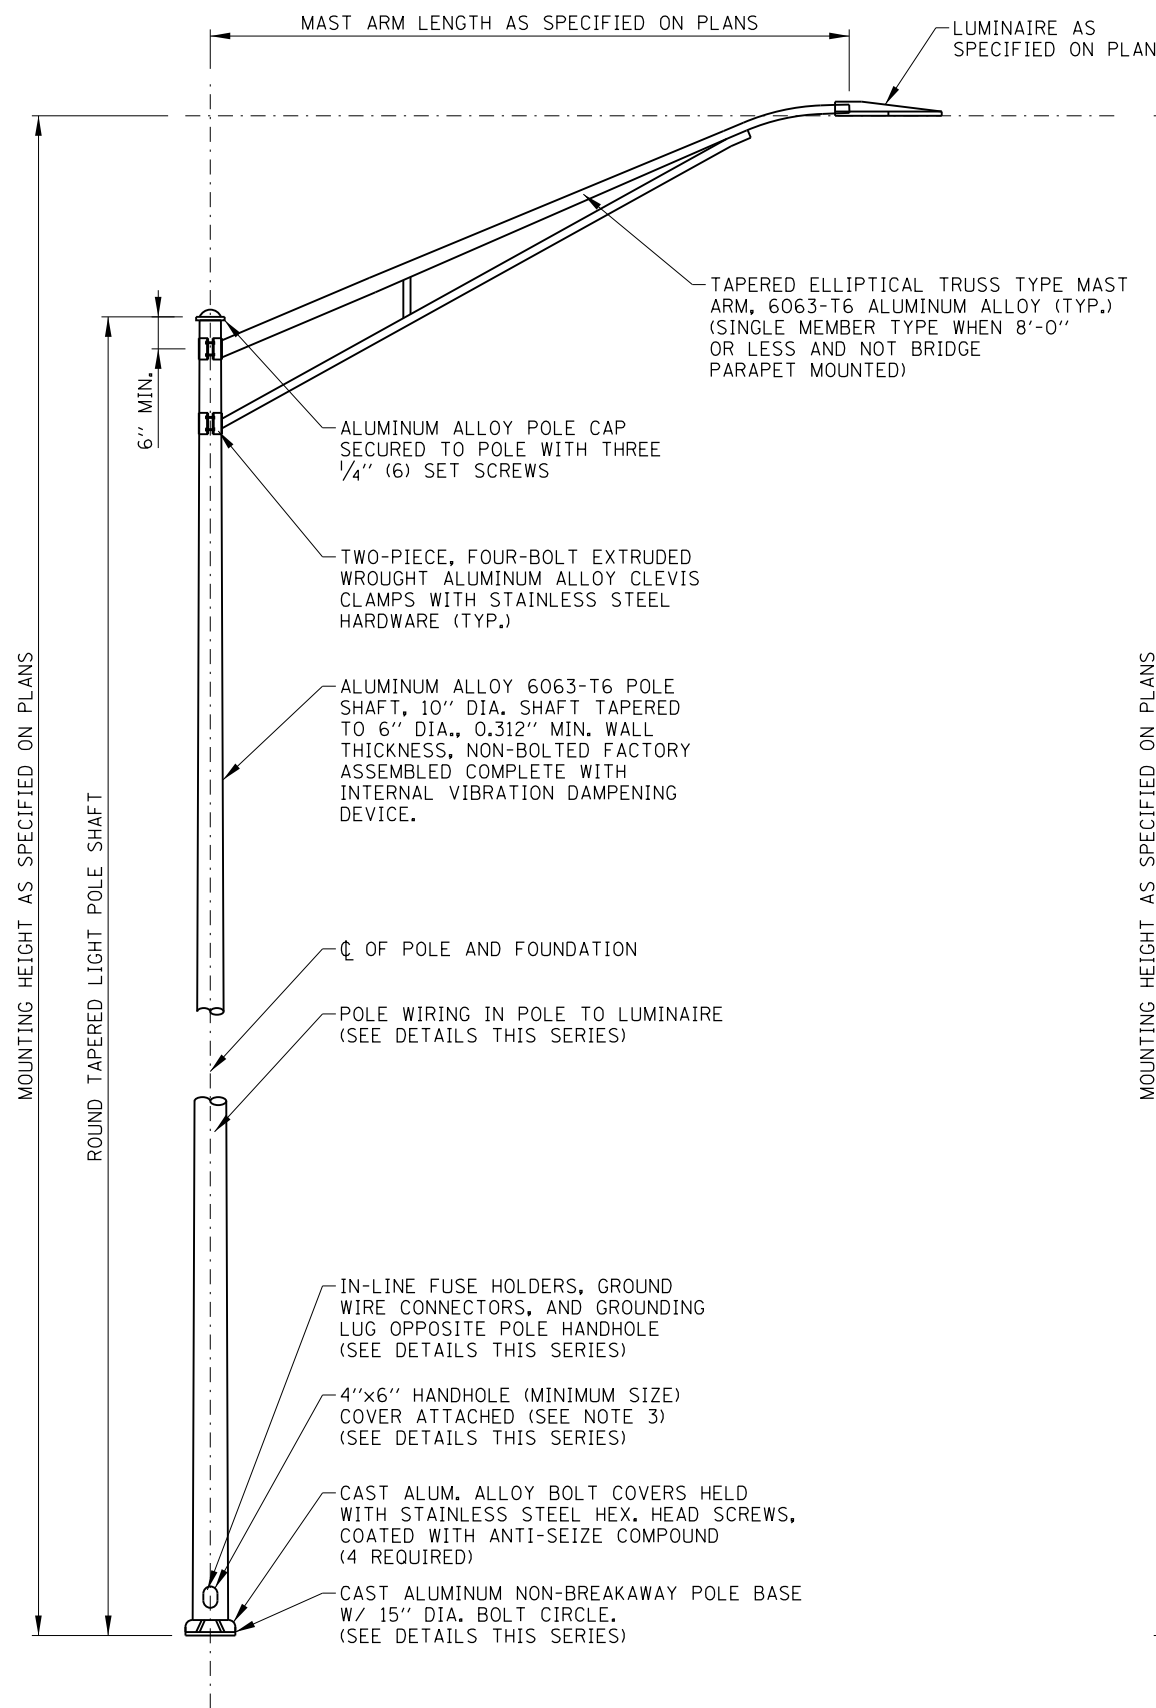 MAST ARM LENGTH AS SPECIFIED ON PLANS
LUMINAIRE AS
SPECIFIED ON PLAN
TAPERED ELLIPTICAL TRUSS TYPE MAST
ARM, 6063-T6 ALUMINUM ALLOY (TYP.)
(SINGLE MEMBER TYPE WHEN 8'-0''
OR LESS AND NOT BRIDGE
PARAPET MOUNTED)
6'' MIN.
ALUMINUM ALLOY POLE CAP
SECURED TO POLE WITH THREE
1/4'' (6) SET SCREWS
TWO-PIECE, FOUR-BOLT EXTRUDED
WROUGHT ALUMINUM ALLOY CLEVIS
CLAMPS WITH STAINLESS STEEL
HARDWARE (TYP.)
ALUMINUM ALLOY 6063-T6 POLE
SHAFT, 10'' DIA. SHAFT TAPERED
TO 6'' DIA., 0.312'' MIN. WALL
THICKNESS, NON-BOLTED FACTORY
ASSEMBLED COMPLETE WITH
INTERNAL VIBRATION DAMPENING
DEVICE.
MOUNTING HEIGHT AS SPECIFIED ON PLANS
ROUND TAPERED LIGHT POLE SHAFT
MOUNTING HEIGHT AS SPECIFIED ON PLANS
℄ OF POLE AND FOUNDATION
POLE WIRING IN POLE TO LUMINAIRE
(SEE DETAILS THIS SERIES)
IN-LINE FUSE HOLDERS, GROUND
WIRE CONNECTORS, AND GROUNDING
LUG OPPOSITE POLE HANDHOLE
(SEE DETAILS THIS SERIES)
4''x6'' HANDHOLE (MINIMUM SIZE)
COVER ATTACHED (SEE NOTE 3)
(SEE DETAILS THIS SERIES)
CAST ALUM. ALLOY BOLT COVERS HELD
WITH STAINLESS STEEL HEX. HEAD SCREWS,
COATED WITH ANTI-SEIZE COMPOUND
(4 REQUIRED)
CAST ALUMINUM NON-BREAKAWAY POLE BASE
W/ 15'' DIA. BOLT CIRCLE.
(SEE DETAILS THIS SERIES)